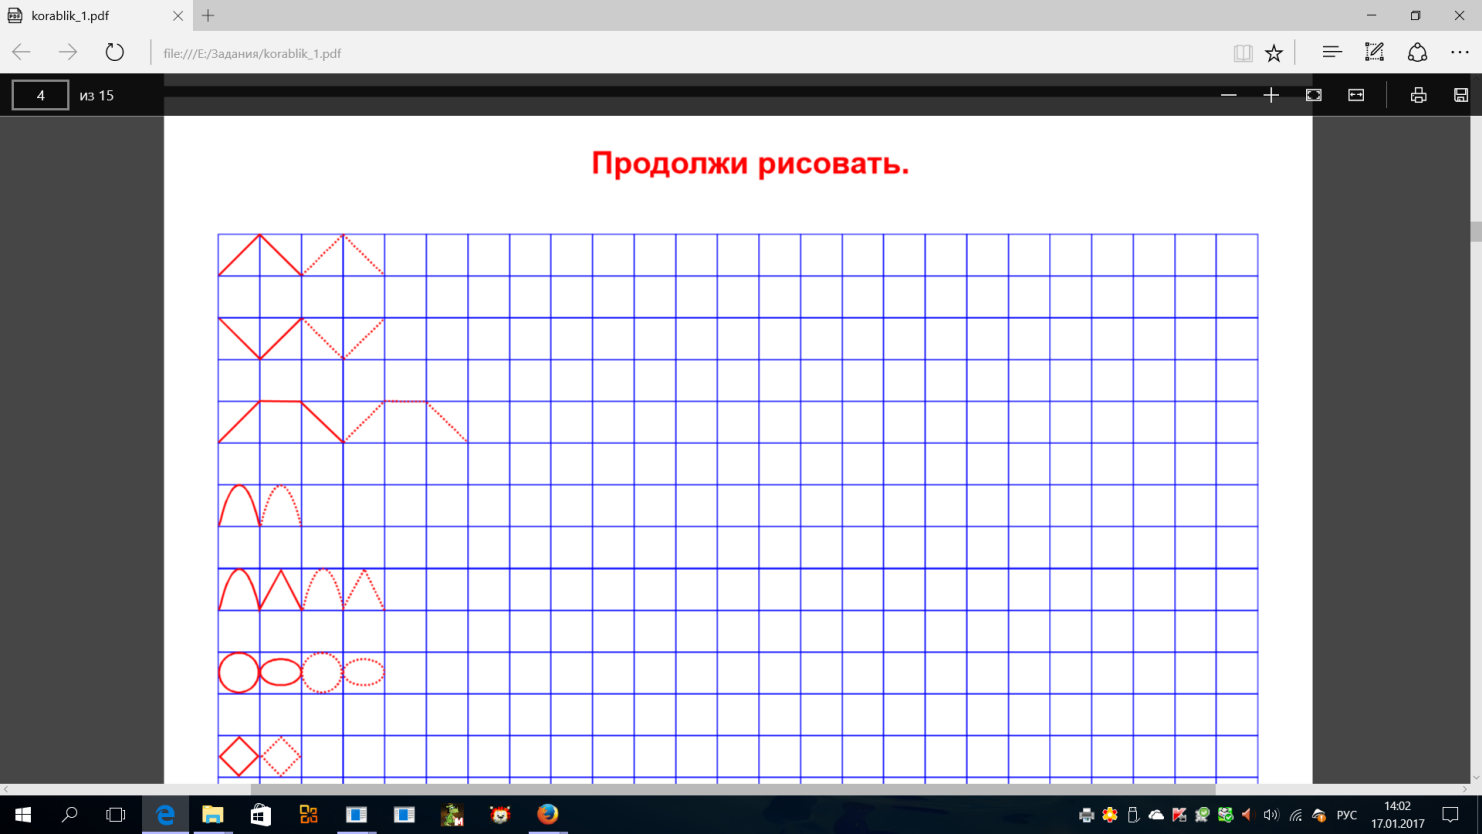 korablik_1.pdf
file:///E:/Задания/korablik_1.pdf
4 из 15
Продолжи рисовать.
РУС
14:02
17.01.2017